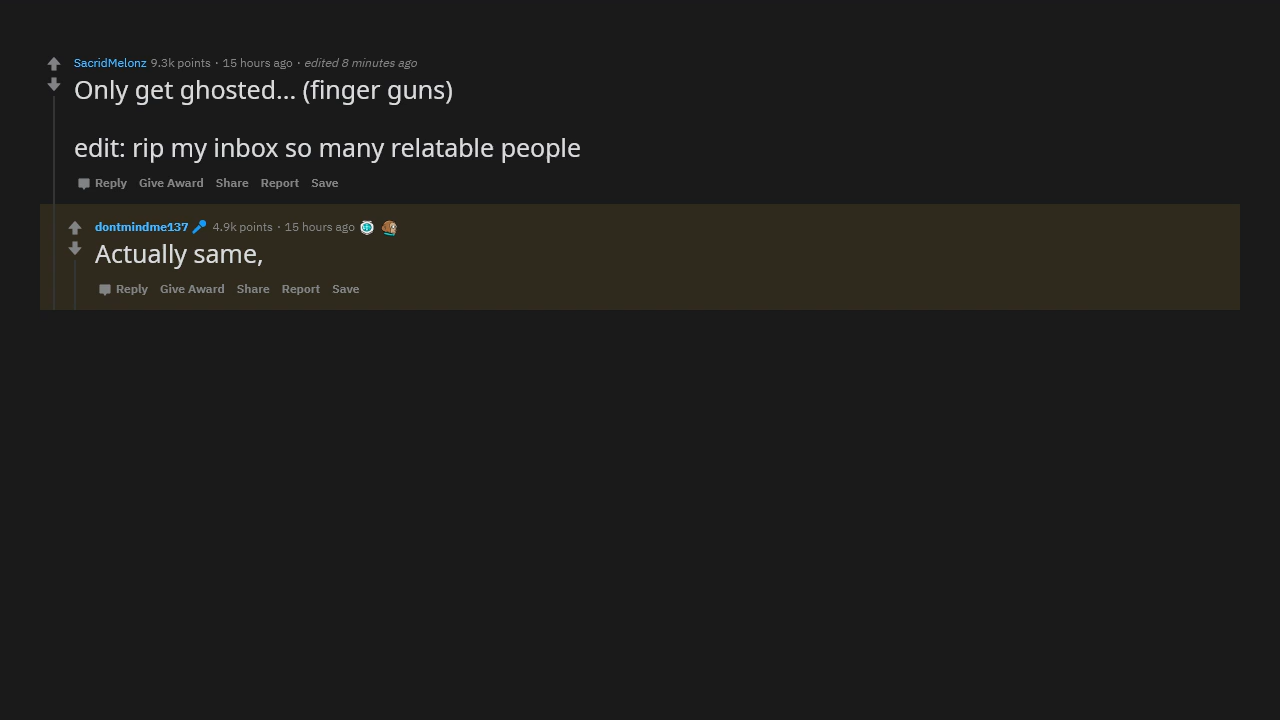 SacridMelonz 9.3k points · 15 hours ago · edited 8 minutes ago
Only get ghosted... (finger guns)
edit: rip my inbox so many relatable people
Reply Give Award Share Report Save
dontmindme137 4.9k points · 15 hours ago
Actually same,
Reply Give Award Share Report Save